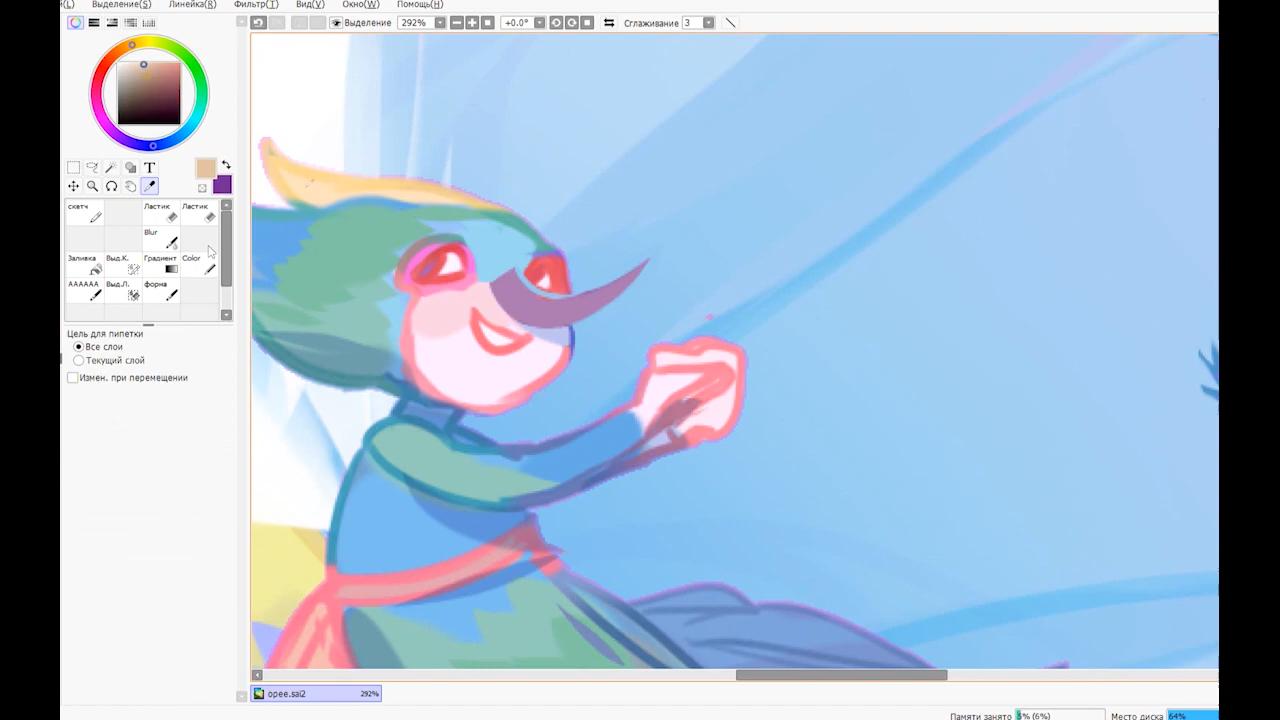 (L) Выделение(S) Линейка(R) Фильтр(T) Вид(V) Окно(W) Помощь(H)
Выделение 292% +0.0° Сглаживание 3
T
скетч Ластик Ластик
Blur
Заливка Выд.К. Градиент Color
АААААА Выд.Л. форма
Цель для пипетки
Все слои
Текущий слой
Измен. при перемещении
opee.sai2 292%
Памяти занято 5% (6%) Место диска 64%